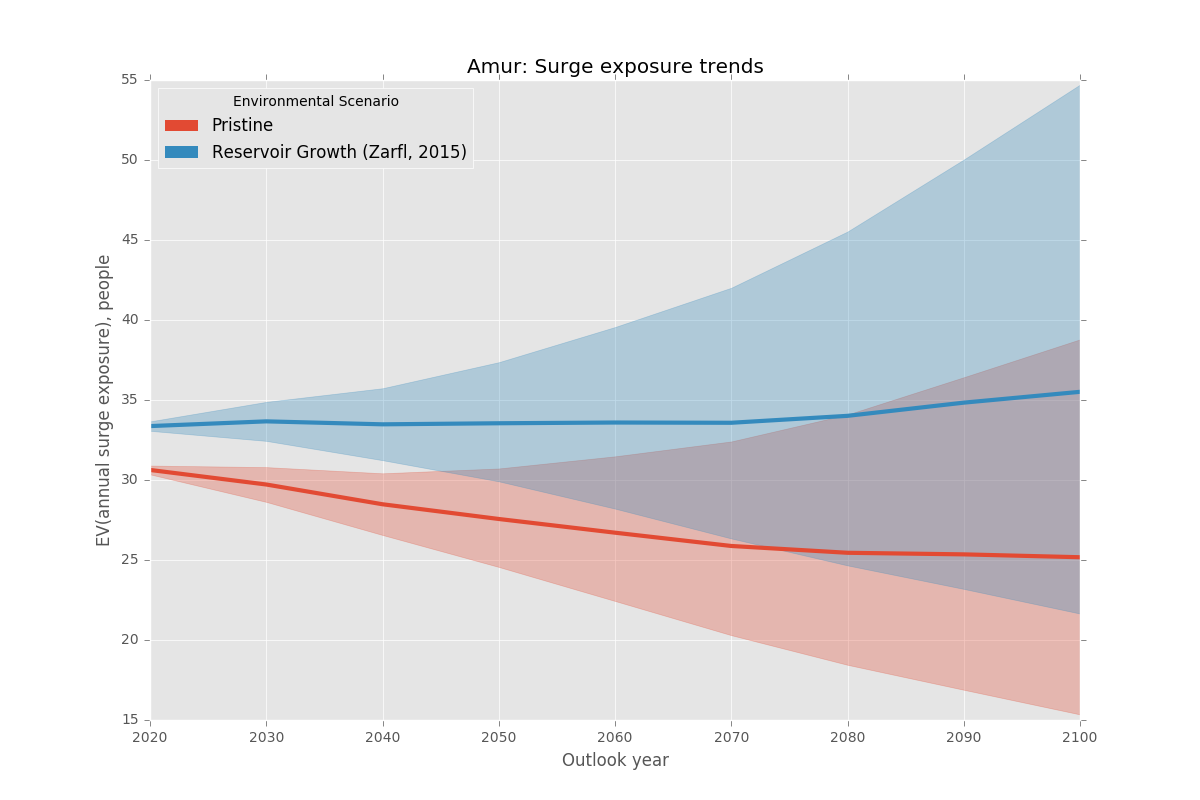 Amur: Surge exposure trends
Environmental Scenario
Pristine
Reservoir Growth (Zarfl, 2015)
EV(annual surge exposure), people
55
50
45
40
35
30
25
20
15
2020 2030 2040 2050 2060 2070 2080 2090 2100
Outlook year